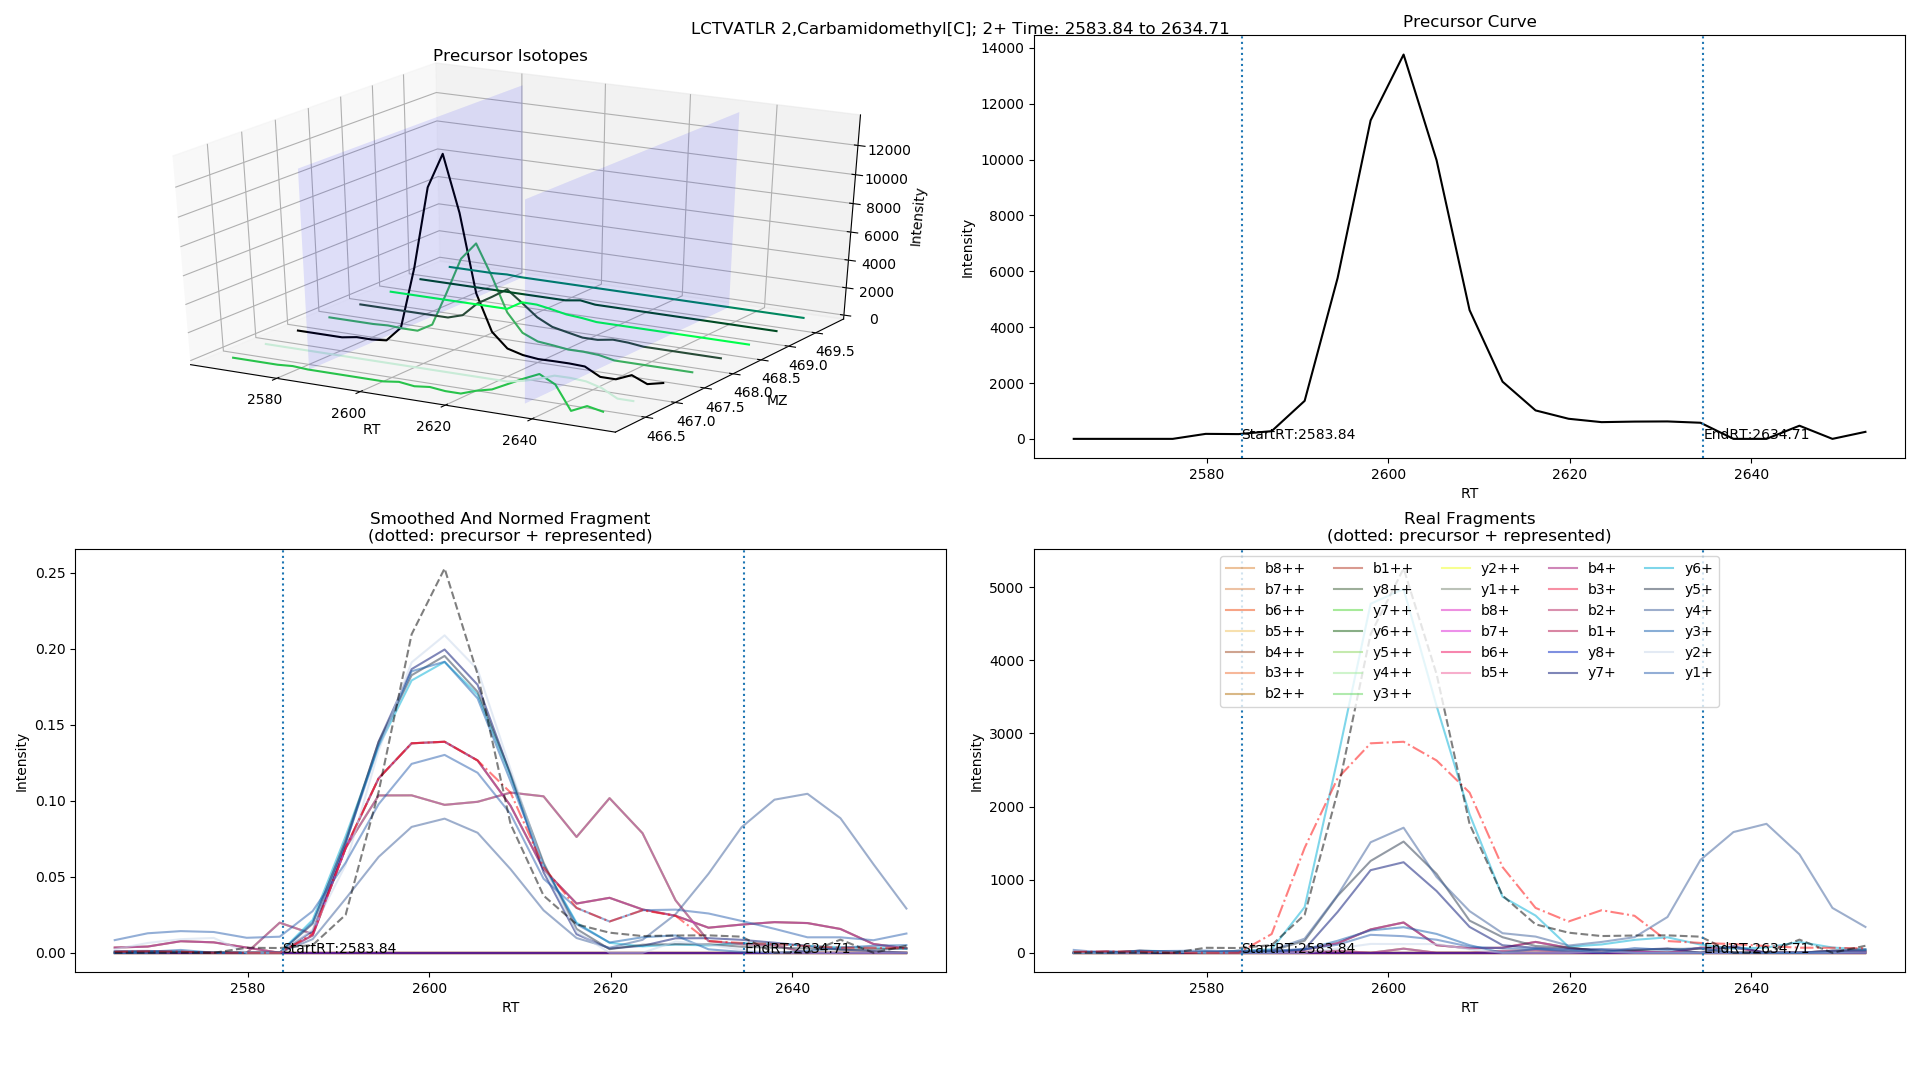 LCTVATLR 2,Carbamidomethyl[C]; 2+ Time: 2583.84 to 2634.71
Precursor Isotopes
12000
10000
8000
6000
4000
2000
0
Intensity
2580
2600
2620
2640
RT
466.5
467.0
467.5
468.0
468.5
469.0
469.5
MZ
Precursor Curve
14000
12000
10000
8000
6000
4000
2000
0
Intensity
StartRT:2583.84
EndRT:2634.71
2580 2600 2620 2640
RT
Smoothed And Normed Fragment
(dotted: precursor + represented)
0.25
0.20
0.15
0.10
0.05
0.00
Intensity
StartRT:2583.84
EndRT:2634.71
2580 2600 2620 2640
RT
Real Fragments
(dotted: precursor + represented)
b8++ b1++ y2++ b4+ y6+
b7++ y8++ y1++ b3+ y5+
b6++ y7++ b8+ b2+ y4+
b5++ y6++ b7+ b1+ y3+
b4++ y5++ b6+ y8+ y2+
b3++ y4++ b5+ y7+ y1+
b2++ y3++
5000
4000
3000
2000
1000
0
Intensity
StartRT:2583.84
EndRT:2634.71
2580 2600 2620 2640
RT